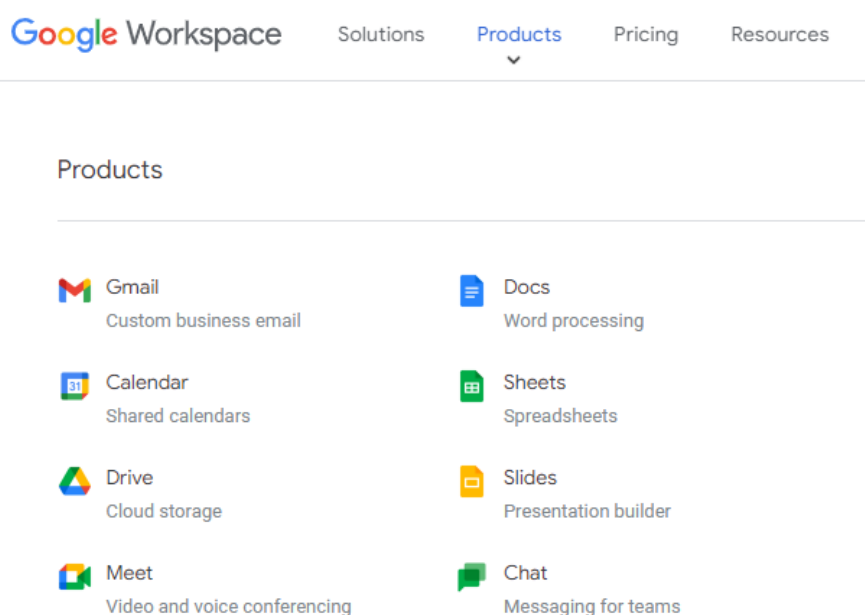 Google Workspace Solutions Products Pricing Resources
Products
Gmail
Custom business email
Docs
Word processing
Calendar
31
Shared calendars
Sheets
Spreadsheets
Drive
Cloud storage
Slides
Presentation builder
Meet
Video and voice conferencing
Chat
Messaging for teams